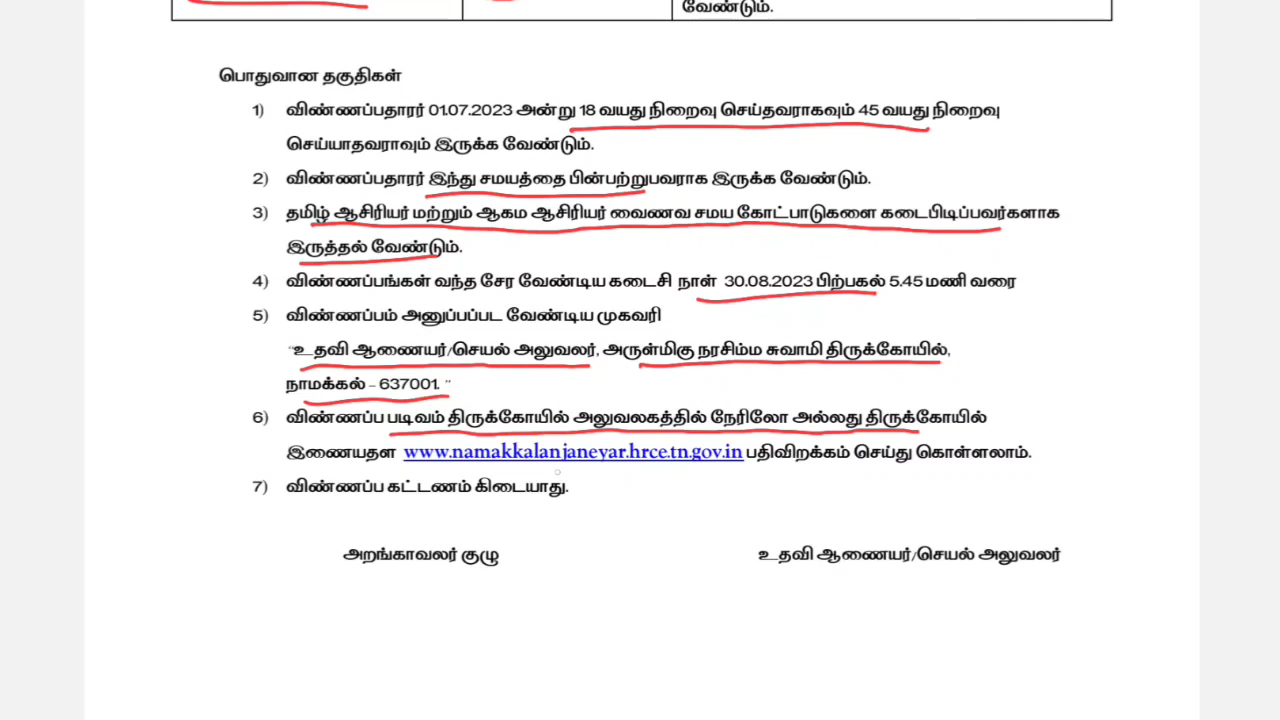 வேண்டும்.
பொதுவான தகுதிகள்
1) விண்ணப்பதாரர் 01.07.2023 அன்று 18 வயது நிறைவு செய்தவராகவும் 45 வயது நிறைவு
செய்யாதவராவும் இருக்க வேண்டும்.
2) விண்ணப்பதாரர் இந்து சமயத்தை பின்பற்றுபவராக இருக்க வேண்டும்.
3) தமிழ் ஆசிரியர் மற்றும் ஆகம ஆசிரியர் வைணவ சமய கோட்பாடுகளை கடைபிடிப்பவர்களாக
இருத்தல் வேண்டும்.
4) விண்ணப்பங்கள் வந்த சேர வேண்டிய கடைசி நாள் 30.08.2023 பிற்பகல் 5.45 மணி வரை
5) விண்ணப்பம் அனுப்பப்பட வேண்டிய முகவரி
“உதவி ஆணையர்/செயல் அலுவலர், அருள்மிகு நரசிம்ம சுவாமி திருக்கோயில்,
நாமக்கல் – 637001. ”
6) விண்ணப்ப படிவம் திருக்கோயில் அலுவலகத்தில் நேரிலோ அல்லது திருக்கோயில்
இணையதள www.namakkalanjaneyar.hrce.tn.gov.in பதிவிறக்கம் செய்து கொள்ளலாம்.
7) விண்ணப்ப கட்டணம் கிடையாது.
அறங்காவலர் குழு உதவி ஆணையர்/செயல் அலுவலர்